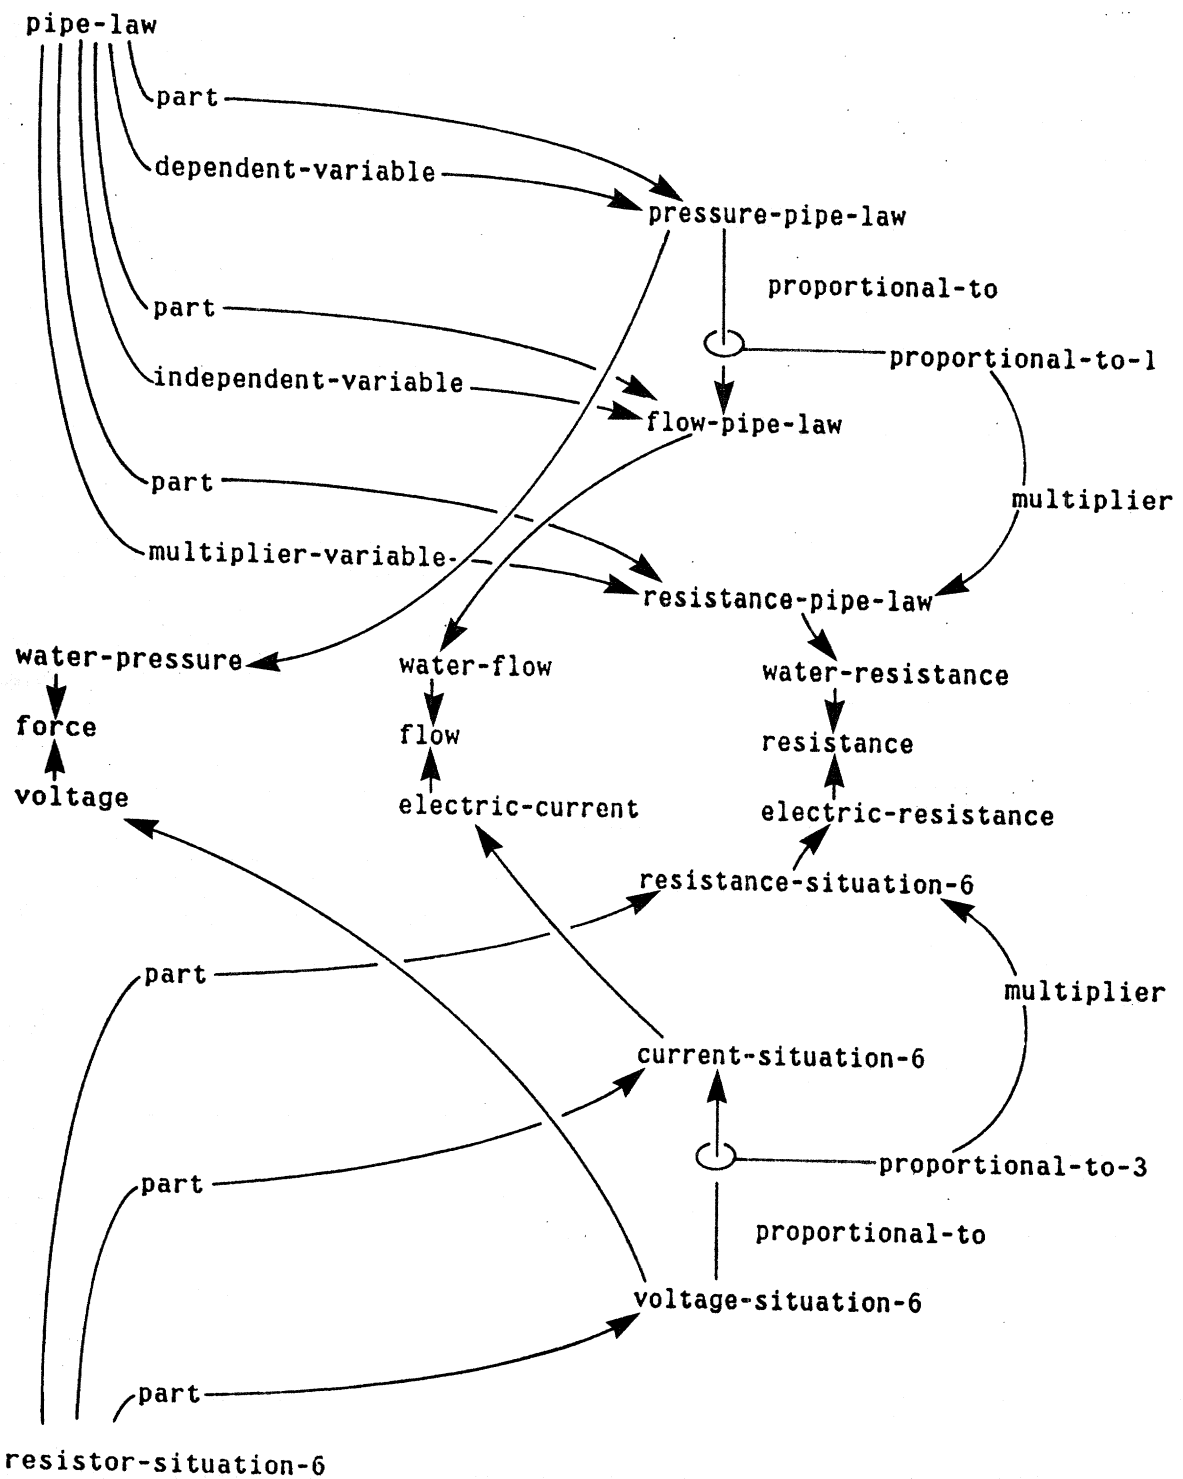 pipe-law
part
dependent-variable
pressure-pipe-law
proportional-to
part
proportional-to-1
independent-variable
flow-pipe-law
part
multiplier
multiplier-variable
resistance-pipe-law
water-pressure
water-flow
water-resistance
force
flow
resistance
voltage
electric-current
electric-resistance
resistance-situation-6
part
multiplier
current-situation-6
part
proportional-to-3
proportional-to
voltage-situation-6
part
resistor-situation-6